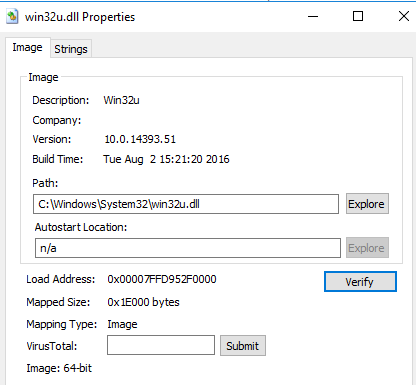 win32u.dll Properties
Image Strings
Image
Description: Win32u
Company:
Version: 10.0.14393.51
Build Time: Tue Aug 2 15:21:20 2016
Path:
C:\Windows\System32\win32u.dll Explore
Autostart Location:
n/a Explore
Load Address: 0x00007FFD952F0000 Verify
Mapped Size: 0x1E000 bytes
Mapping Type: Image
VirusTotal: Submit
Image: 64-bit